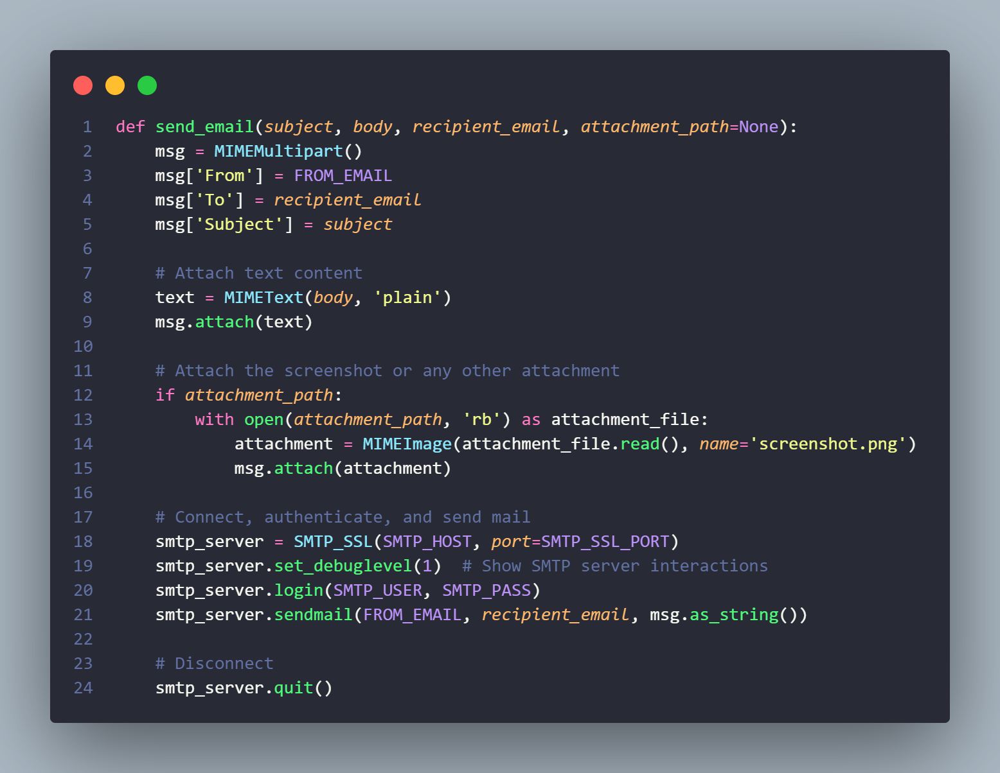 1 def send_email(subject, body, recipient_email, attachment_path=None):
2     msg = MIMEMultipart()
3     msg['From'] = FROM_EMAIL
4     msg['To'] = recipient_email
5     msg['Subject'] = subject
6
7     # Attach text content
8     text = MIMEText(body, 'plain')
9     msg.attach(text)
10
11     # Attach the screenshot or any other attachment
12     if attachment_path:
13         with open(attachment_path, 'rb') as attachment_file:
14             attachment = MIMEImage(attachment_file.read(), name='screenshot.png')
15             msg.attach(attachment)
16
17     # Connect, authenticate, and send mail
18     smtp_server = SMTP_SSL(SMTP_HOST, port=SMTP_SSL_PORT)
19     smtp_server.set_debuglevel(1)  # Show SMTP server interactions
20     smtp_server.login(SMTP_USER, SMTP_PASS)
21     smtp_server.sendmail(FROM_EMAIL, recipient_email, msg.as_string())
22
23     # Disconnect
24     smtp_server.quit()